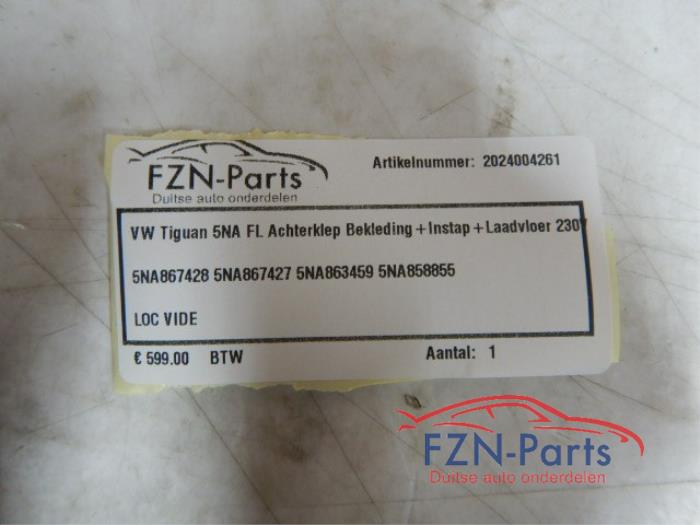 FZN-Parts
Duitse auto onderdelen
Artikelnummer: 2024004261
VW Tiguan 5NA FL Achterklep Bekleding+Instap+Laadvloer 230V
5NA867428 5NA867427 5NA863459 5NA858855
LOC VIDE
€ 599.00 BTW
Aantal: 1
FZN-Parts
Duitse auto onderdelen